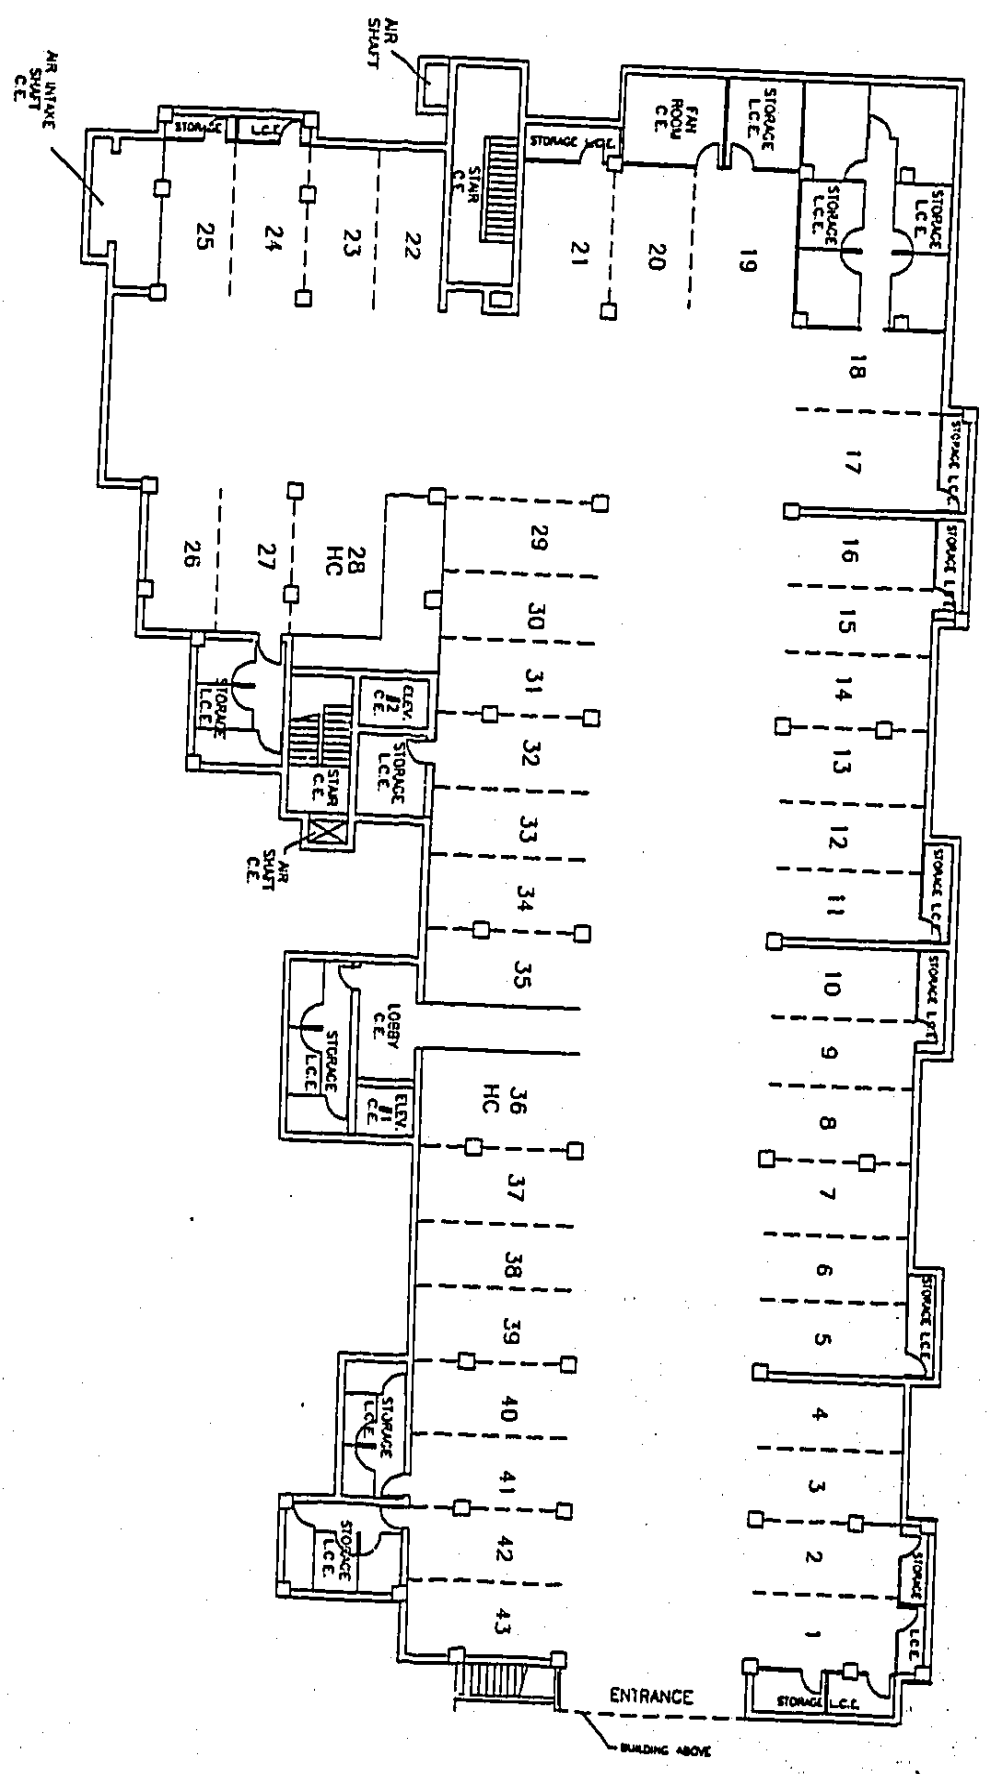 AIR
SHAFT
AIR INTAKE
SHAFT
C.E.
STORAGE
L.C.E.
STAIR
C.E.
STORAGE L.C.E.
FAN
ROOM
C.E.
STORAGE
L.C.E.
STORAGE
L.C.E.
STORAGE
L.C.E.
25
24
23
22
21
20
19
18
17
STORAGE L.C.E.
16
STORAGE L.C.E.
15
14
13
12
11
STORAGE L.C.E.
10
STORAGE L.C.E.
9
8
7
6
5
STORAGE L.C.E.
4
3
2
STORAGE
1
L.C.E.
STORAGE L.C.E.
26
27
28
HC
29
30
31
32
33
34
35
STORAGE
L.C.E.
ELEV.
#2
C.E.
STORAGE
L.C.E.
STAIR
C.E.
AIR
SHAFT
C.E.
LOBBY
C.E.
STORAGE
L.C.E.
ELEV.
#1
C.E.
36
HC
37
38
39
40
41
42
43
STORAGE
L.C.E.
STORAGE
L.C.E.
ENTRANCE
BUILDING ABOVE